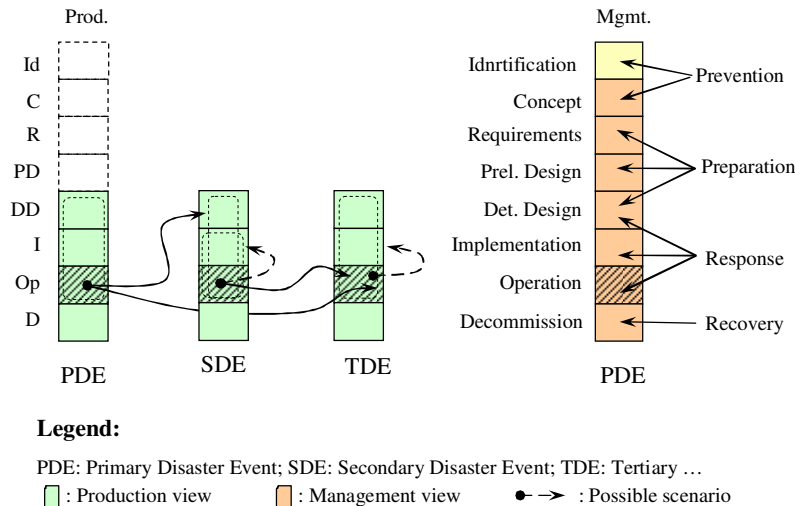 Prod.
Mgmt.
Id
Idnrtification
Prevention
C
Concept
R
Requirements
PD
Prel. Design
Preparation
DD
Det. Design
I
Implementation
Response
Op
Operation
D
Decommission
Recovery
PDE
SDE
TDE
PDE
Legend:
PDE: Primary Disaster Event; SDE: Secondary Disaster Event; TDE: Tertiary …
: Production view
: Management view
: Possible scenario